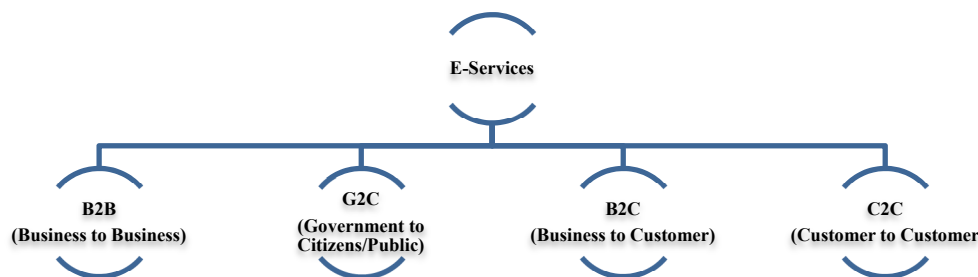 E-Services
B2B
(Business to Business)
G2C
(Government to
Citizens/Public)
B2C
(Business to Customer)
C2C
(Customer to Customer